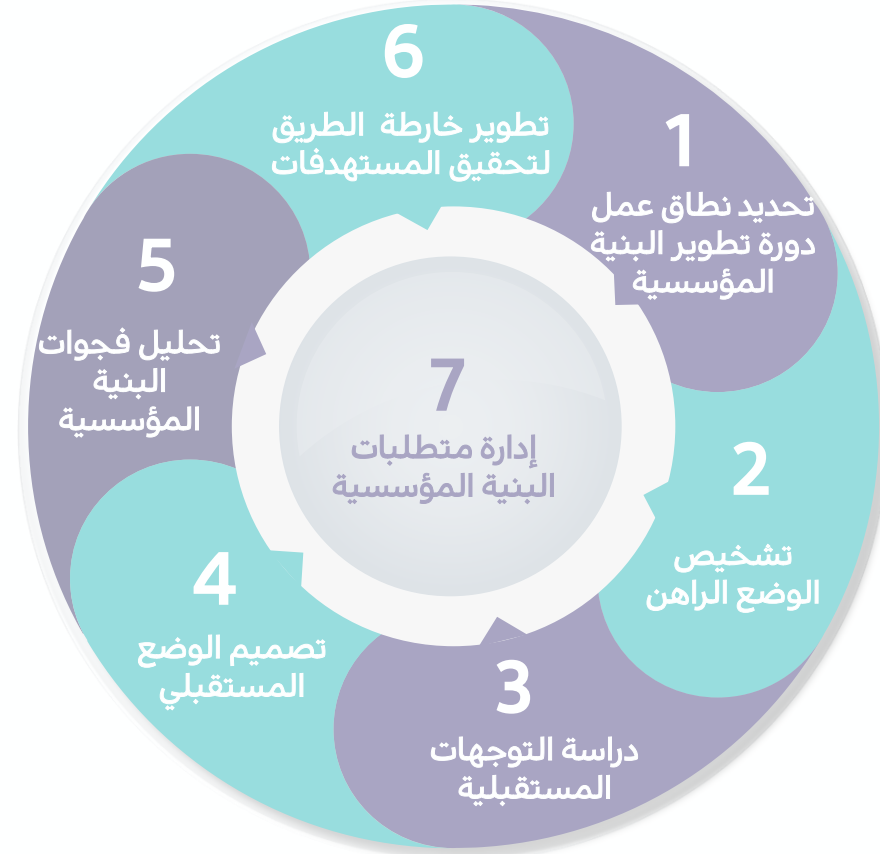 1
تحديد نطاق عمل
دورة تطوير البنية
المؤسسية
2
تشخيص
الوضع الراهن
3
دراسة التوجهات
المستقبلية
4
تصميم الوضع
المستقبلي
5
تحليل فجوات
البنية
المؤسسية
6
تطوير خارطة الطريق
لتحقيق المستهدفات
7
إدارة متطلبات
البنية المؤسسية